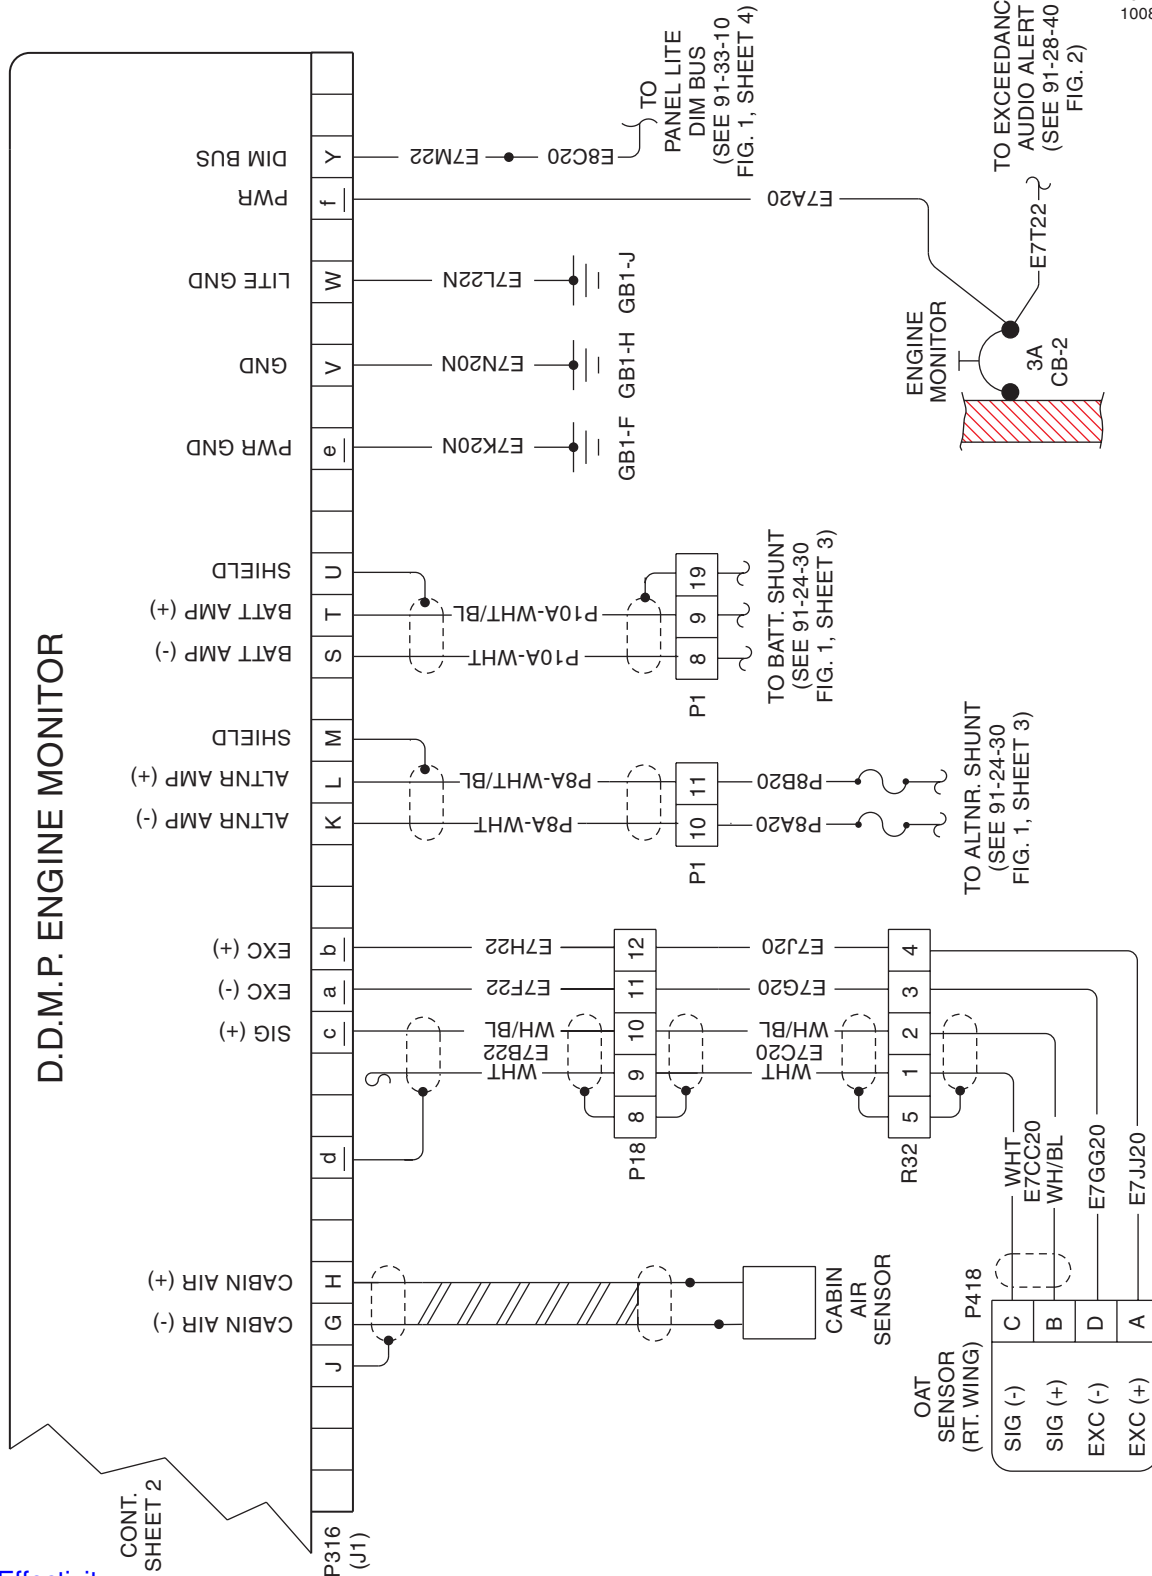 1008
D.D.M.P. ENGINE MONITOR
CONT.
SHEET 2
P316
(J1)
CABIN AIR (-)
CABIN AIR (+)
SIG (+)
EXC (-)
EXC (+)
ALTNR AMP (-)
ALTNR AMP (+)
SHIELD
BATT AMP (-)
BATT AMP (+)
SHIELD
PWR GND
GND
LITE GND
PWR
DIM BUS
J
G
H
d
c
a
b
K
L
M
S
T
U
e
V
W
f
Y
WHT
E7B22
WH/BL
E7F22
E7H22
P8A-WHT
P8A-WHT/BL
P10A-WHT
P10A-WHT/BL
E7K20N
E7N20N
E7L22N
E7A20
E7M22
E8C20
GB1-F
GB1-H
GB1-J
TO
PANEL LITE
DIM BUS
(SEE 91-33-10
FIG. 1, SHEET 4)
P18
8
9
10
11
12
P1
10
11
P1
8
9
19
CABIN
AIR
SENSOR
WHT
E7C20
WH/BL
E7G20
E7J20
P8A20
P8B20
TO BATT. SHUNT
(SEE 91-24-30
FIG. 1, SHEET 3)
TO ALTNR. SHUNT
(SEE 91-24-30
FIG. 1, SHEET 3)
ENGINE
MONITOR
3A
CB-2
E7T22
TO EXCEEDANC
AUDIO ALERT
(SEE 91-28-40
FIG. 2)
R32
5
1
2
3
4
WHT
E7CC20
WH/BL
E7GG20
E7JJ20
OAT
SENSOR
(RT. WING)
P418
SIG (-)
C
SIG (+)
B
EXC (-)
D
EXC (+)
A